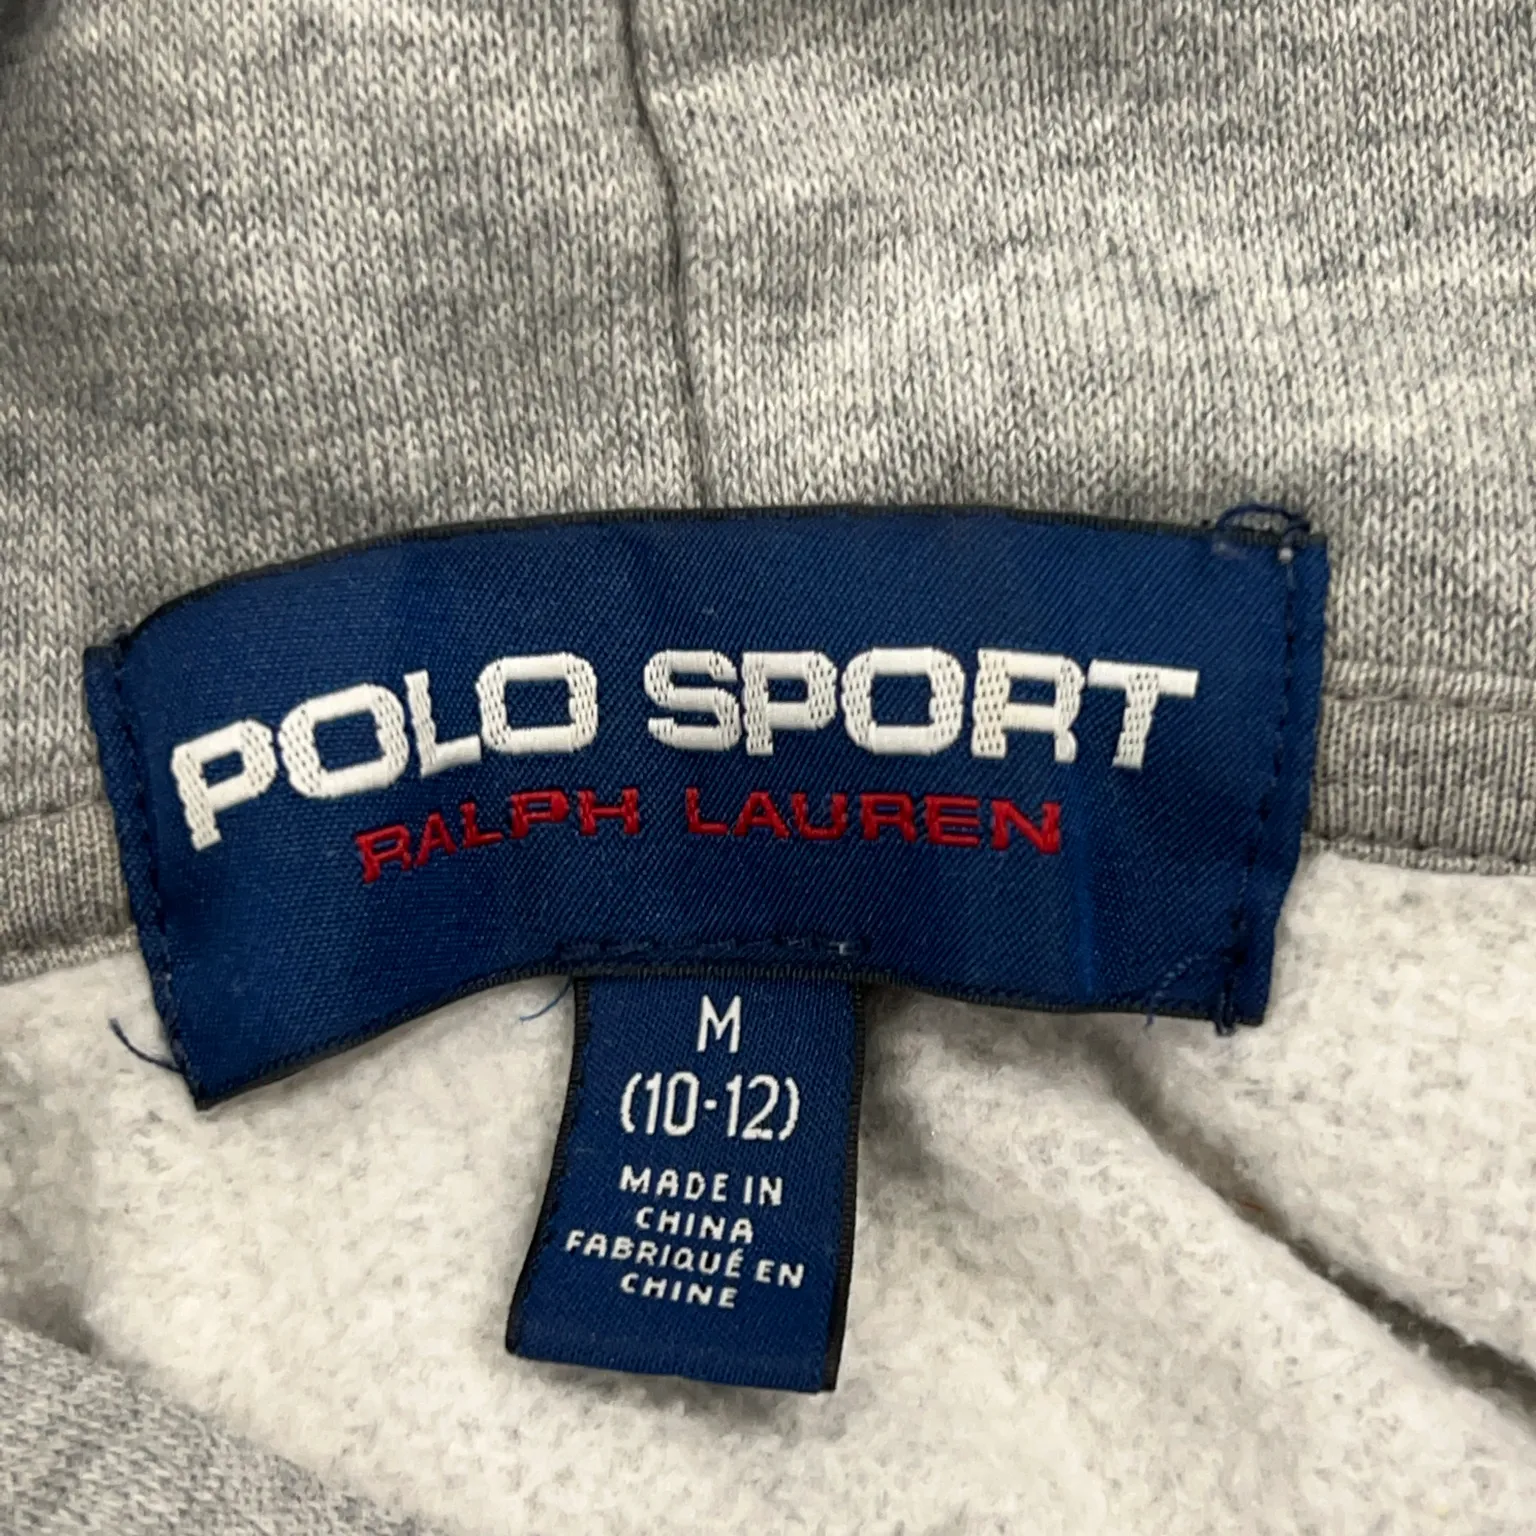 POLO SPORT
RALPH LAUREN
M
(10-12)
MADE IN
CHINA
FABRIQUÉ EN
CHINE